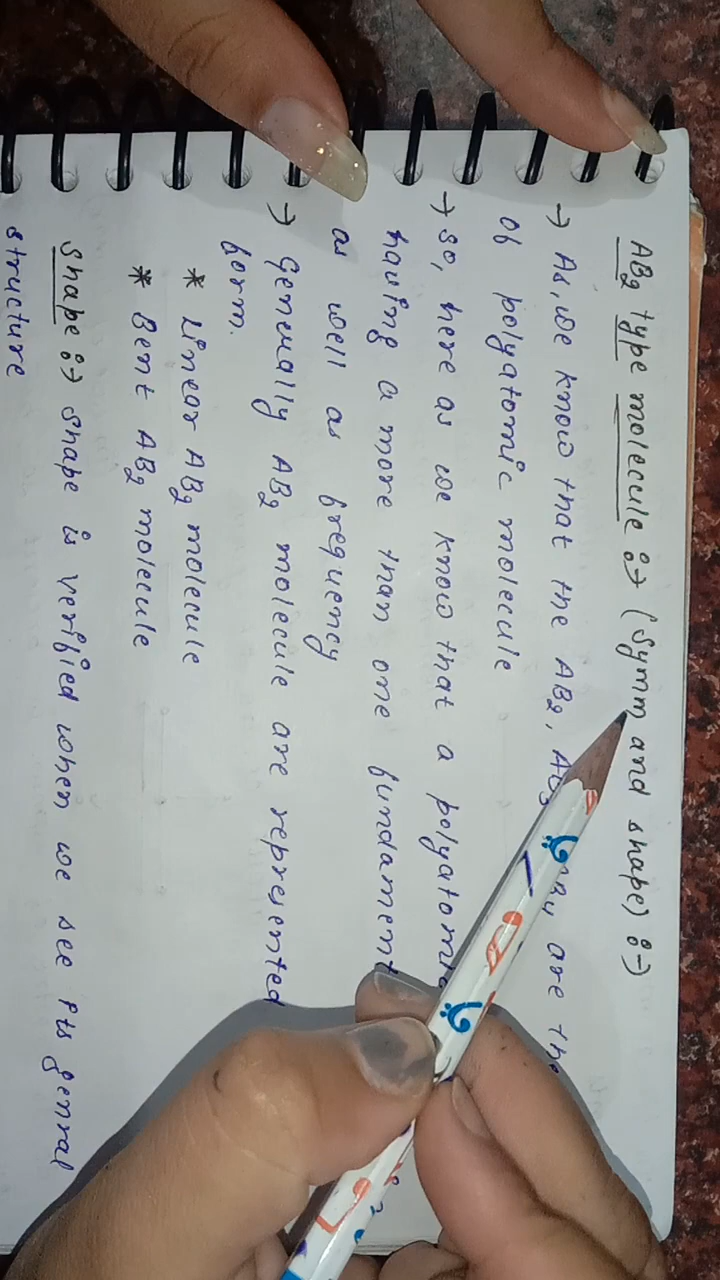 AB2 type molecule :→ (Symm and shape) :→
→ As, we know that the AB2, are the
of polyatomic molecule
→ So, here as we know that a polyatomic
having a more than one fundament
as well as frequency
→ Generally AB2 molecule are represented
form.
* Linear AB2 molecule
* Bent AB2 molecule
Shape :→ Shape is verified when we see its genral
structure